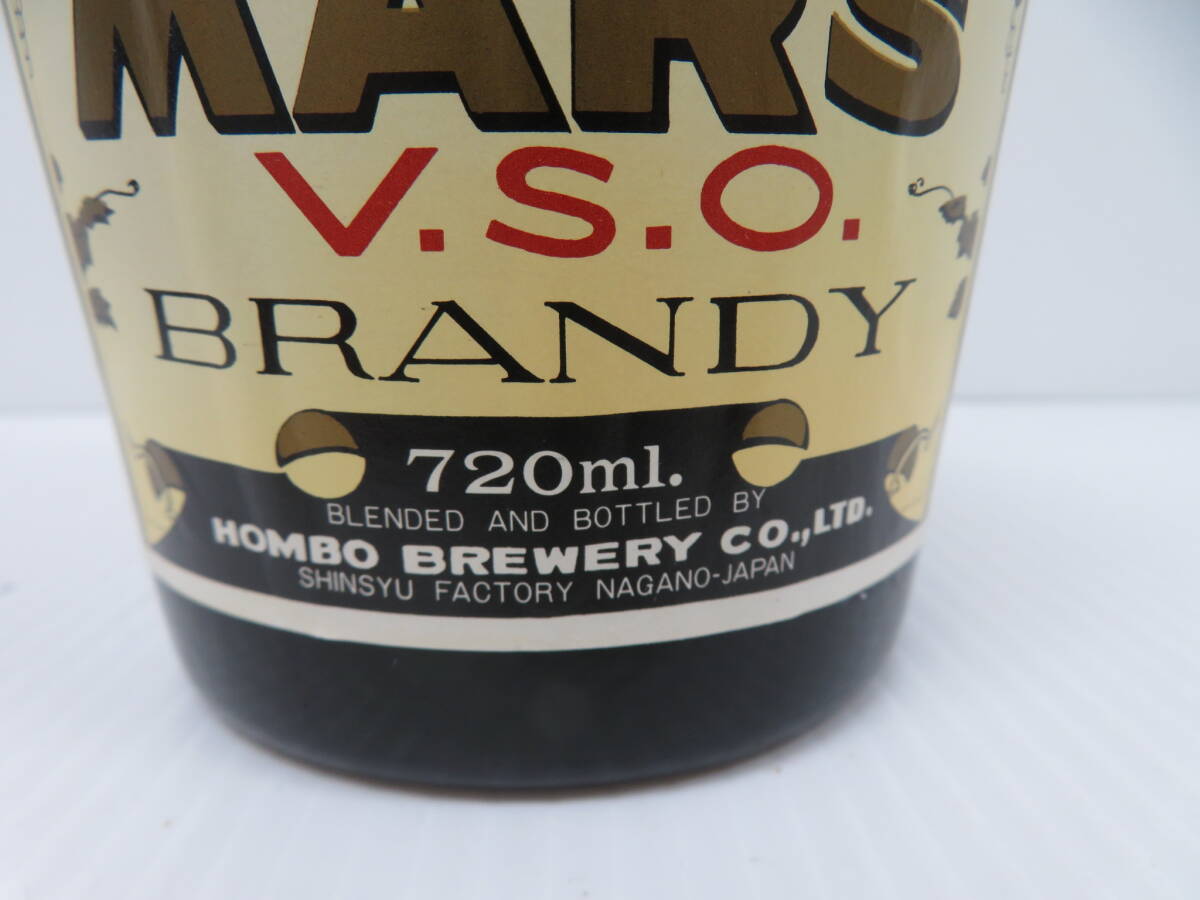 MARS
V.S.O.
BRANDY
720ml.
BLENDED AND BOTTLED BY
HOMBO BREWERY CO.,LTD.
SHINSYU FACTORY NAGANO-JAPAN